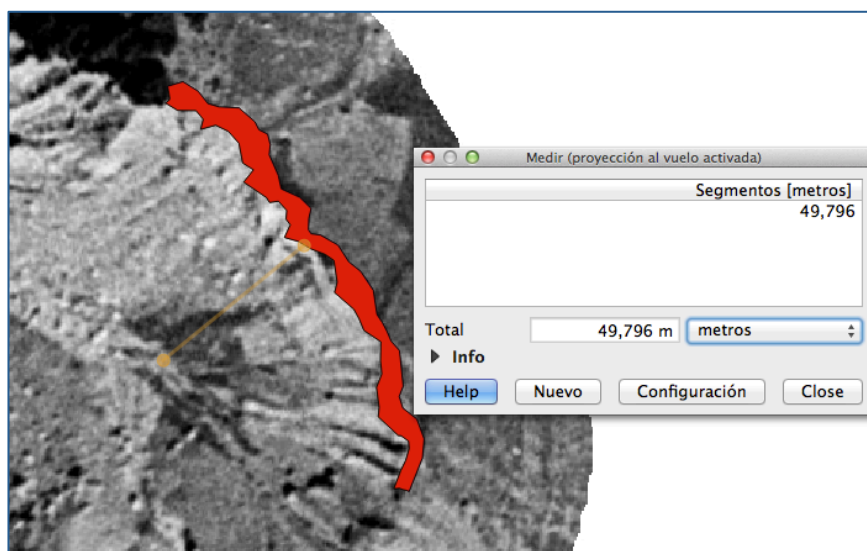 Medir (proyección al vuelo activada)
Segmentos [metros]
49,796
Total 49,796 m metros
Info
Help Nuevo Configuración Close